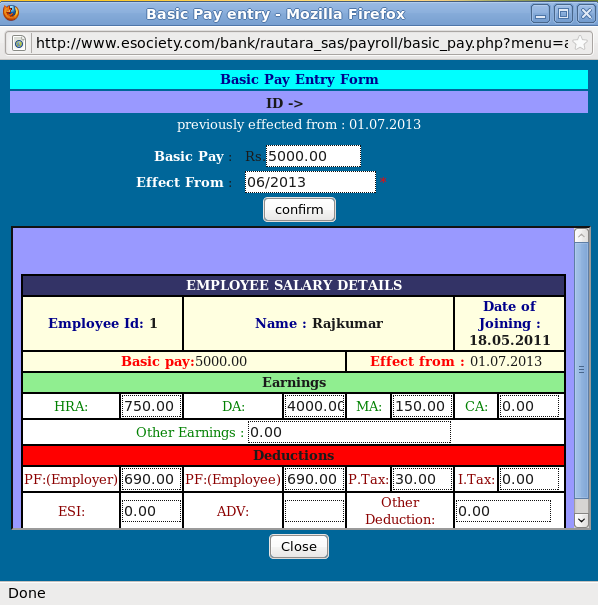 Basic Pay entry - Mozilla Firefox
http://www.esociety.com/bank/rautara_sas/payroll/basic_pay.php?menu=a
Basic Pay Entry Form
ID ->
previously effected from : 01.07.2013
Basic Pay : Rs.5000.00
Effect From : 06/2013 *
confirm
EMPLOYEE SALARY DETAILS
Employee Id: 1 Name : Rajkumar Date of
Joining :
18.05.2011
Basic pay:5000.00 Effect from : 01.07.2013
Earnings
HRA: 750.00 DA: 4000.00 MA: 150.00 CA: 0.00
Other Earnings : 0.00
Deductions
PF:(Employer) 690.00 PF:(Employee) 690.00 P.Tax: 30.00 I.Tax: 0.00
ESI: 0.00 ADV: Other
Deduction: 0.00
Close
Done